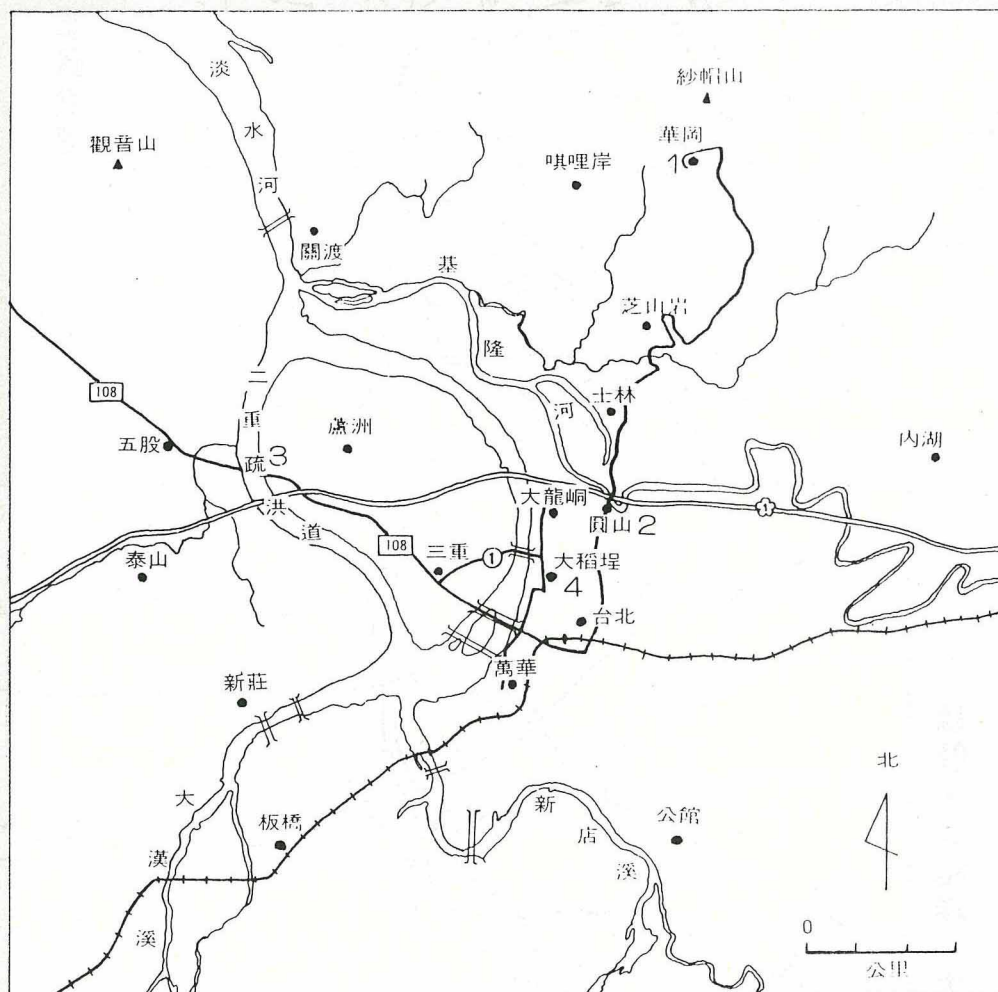 紗帽山
淡水河
華岡
1
觀音山
唭哩岸
關渡
基隆河
芝山岩
二重疏洪道
108
士林
蘆洲
五股
3
內湖
大龍峒
1
圓山 2
108
三重
1
泰山
大稻埕
4
台北
萬華
新莊
北
大漢溪
新店溪
公館
板橋
0
公里